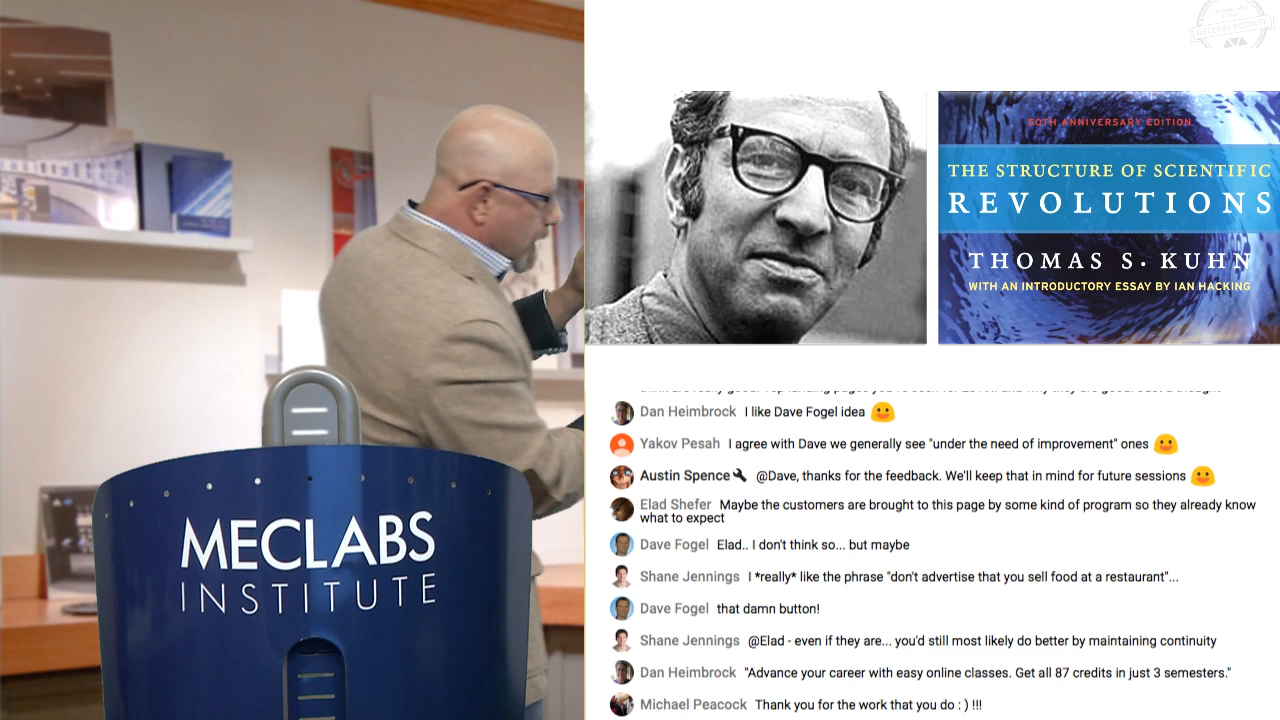 MECLABS
INSTITUTE
MECLABS INSTITUTE
50TH ANNIVERSARY EDITION
THE STRUCTURE OF SCIENTIFIC
REVOLUTIONS
THOMAS S. KUHN
WITH AN INTRODUCTORY ESSAY BY IAN HACKING
Dan Heimbrock I like Dave Fogel idea
Yakov Pesah I agree with Dave we generally see "under the need of improvement" ones
Austin Spence @Dave, thanks for the feedback. We'll keep that in mind for future sessions
Elad Shefer Maybe the customers are brought to this page by some kind of program so they already know
what to expect
Dave Fogel Elad.. I don't think so... but maybe
Shane Jennings I *really* like the phrase "don't advertise that you sell food at a restaurant"...
Dave Fogel that damn button!
Shane Jennings @Elad - even if they are... you'd still most likely do better by maintaining continuity
Dan Heimbrock "Advance your career with easy online classes. Get all 87 credits in just 3 semesters."
Michael Peacock Thank you for the work that you do : ) !!!